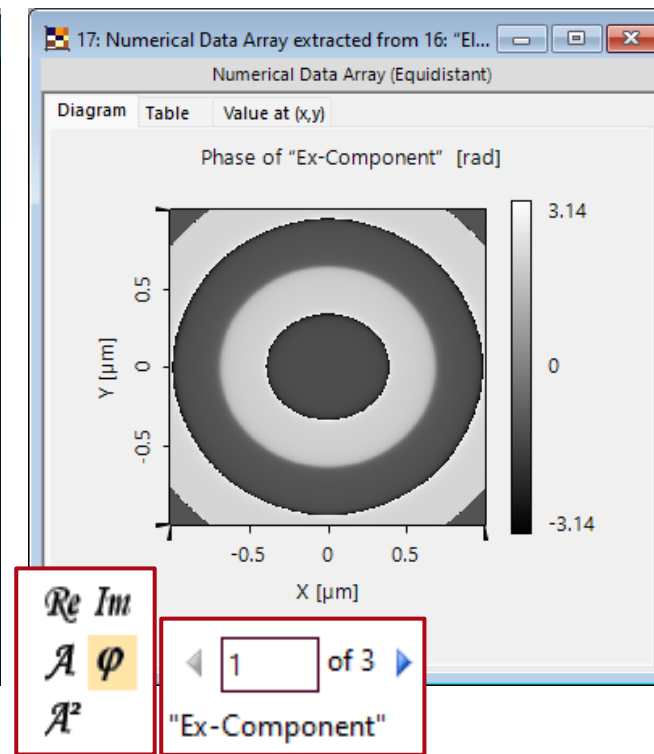 17: Numerical Data Array extracted from 16: "El...
Numerical Data Array (Equidistant)
Diagram Table Value at (x,y)
Phase of "Ex-Component" [rad]
3.14
0.5
Y [µm] 0 0
-0.5
-3.14
-0.5 0 0.5
X [µm]
Re Im
A φ
A²
1 of 3
"Ex-Component"